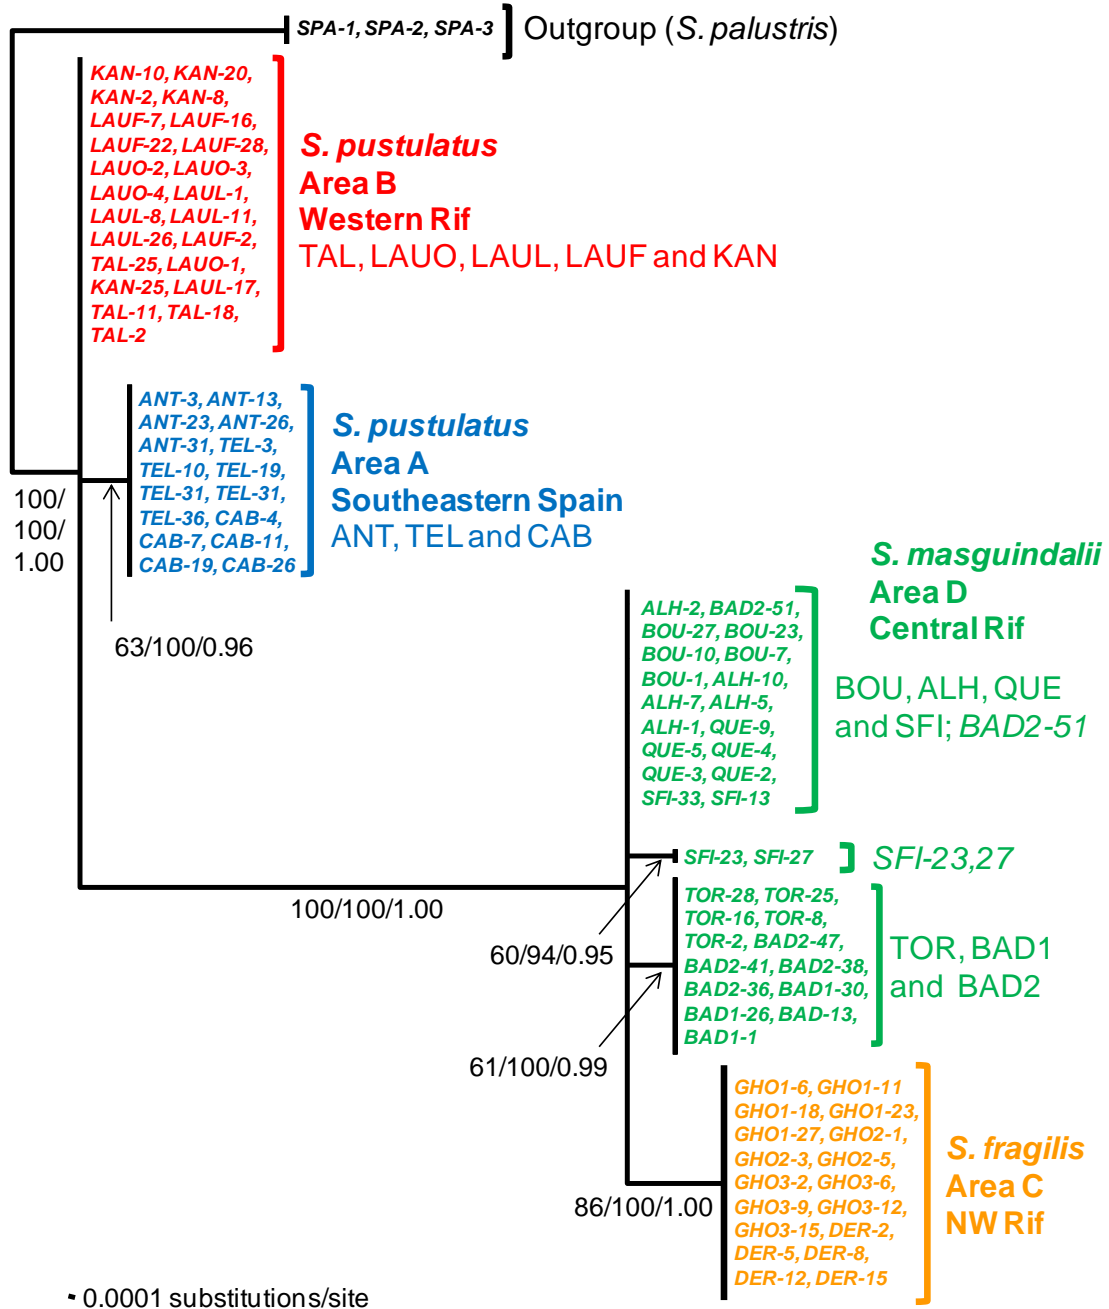 SPA-1, SPA-2, SPA-3
Outgroup (S. palustris)
KAN-10, KAN-20,
KAN-2, KAN-8,
LAUF-7, LAUF-16,
LAUF-22, LAUF-28,
LAUO-2, LAUO-3,
LAUO-4, LAUL-1,
LAUL-8, LAUL-11,
LAUL-26, LAUF-2,
TAL-25, LAUO-1,
KAN-25, LAUL-17,
TAL-11, TAL-18,
TAL-2
S. pustulatus
Area B
Western Rif
TAL, LAUO, LAUL, LAUF and KAN
ANT-3, ANT-13,
ANT-23, ANT-26,
ANT-31, TEL-3,
TEL-10, TEL-19,
TEL-31, TEL-31,
TEL-36, CAB-4,
CAB-7, CAB-11,
CAB-19, CAB-26
S. pustulatus
Area A
Southeastern Spain
ANT, TEL and CAB
100/
100/
1.00
63/100/0.96
S. masguindalii
Area D
Central Rif
ALH-2, BAD2-51,
BOU-27, BOU-23,
BOU-10, BOU-7,
BOU-1, ALH-10,
ALH-7, ALH-5,
ALH-1, QUE-9,
QUE-5, QUE-4,
QUE-3, QUE-2,
SFI-33, SFI-13
BOU, ALH, QUE
and SFI; BAD2-51
SFI-23, SFI-27
SFI-23,27
100/100/1.00
60/94/0.95
TOR-28, TOR-25,
TOR-16, TOR-8,
TOR-2, BAD2-47,
BAD2-41, BAD2-38,
BAD2-36, BAD1-30,
BAD1-26, BAD-13,
BAD1-1
TOR, BAD1
and BAD2
61/100/0.99
GHO1-6, GHO1-11
GHO1-18, GHO1-23,
GHO1-27, GHO2-1,
GHO2-3, GHO2-5,
GHO3-2, GHO3-6,
GHO3-9, GHO3-12,
GHO3-15, DER-2,
DER-5, DER-8,
DER-12, DER-15
S. fragilis
Area C
NW Rif
86/100/1.00
0.0001 substitutions/site